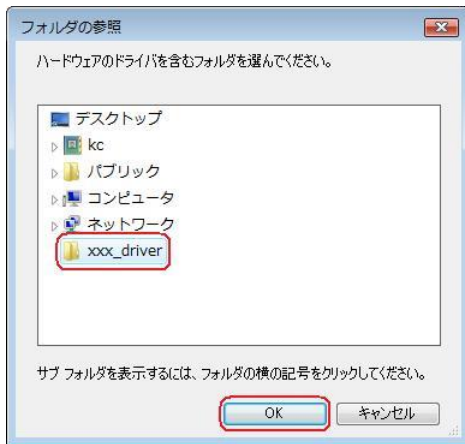 フォルダの参照
ハードウェアのドライバを含むフォルダを選んでください。
デスクトップ
kc
パブリック
コンピュータ
ネットワーク
xxx_driver
サブ フォルダを表示するには、フォルダの横の記号をクリックしてください。
OK
キャンセル